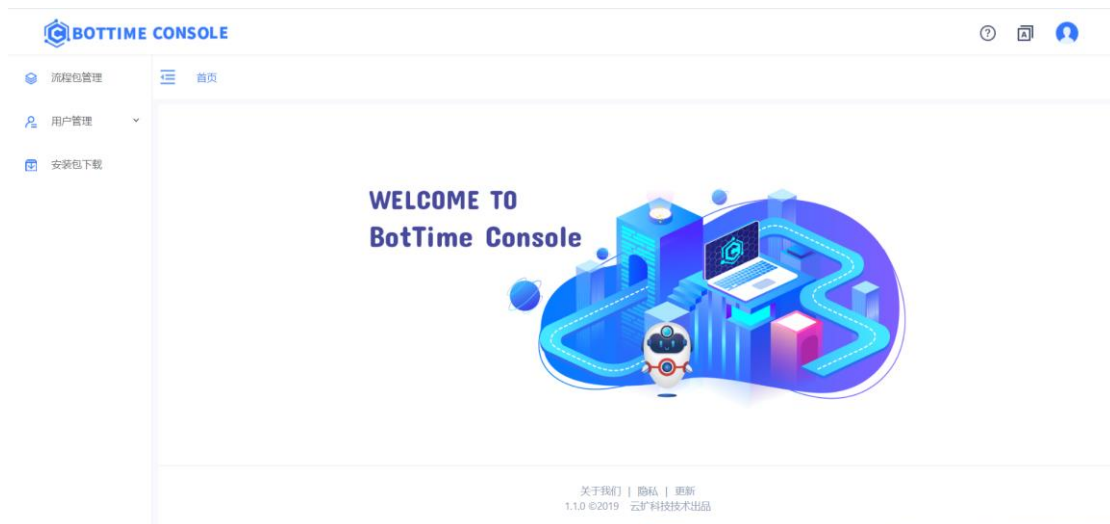 BOTTIME CONSOLE
流程包管理
首页
用户管理
安装包下载
WELCOME TO
BotTime Console
关于我们 | 隐私 | 更新
1.1.0 ©2019 云扩科技技术出品